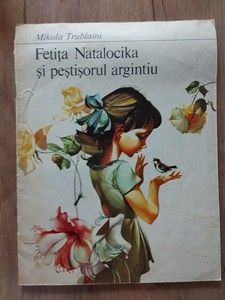 Mikola Trublaini
Fetița Natalocika
și peștișorul argintiu